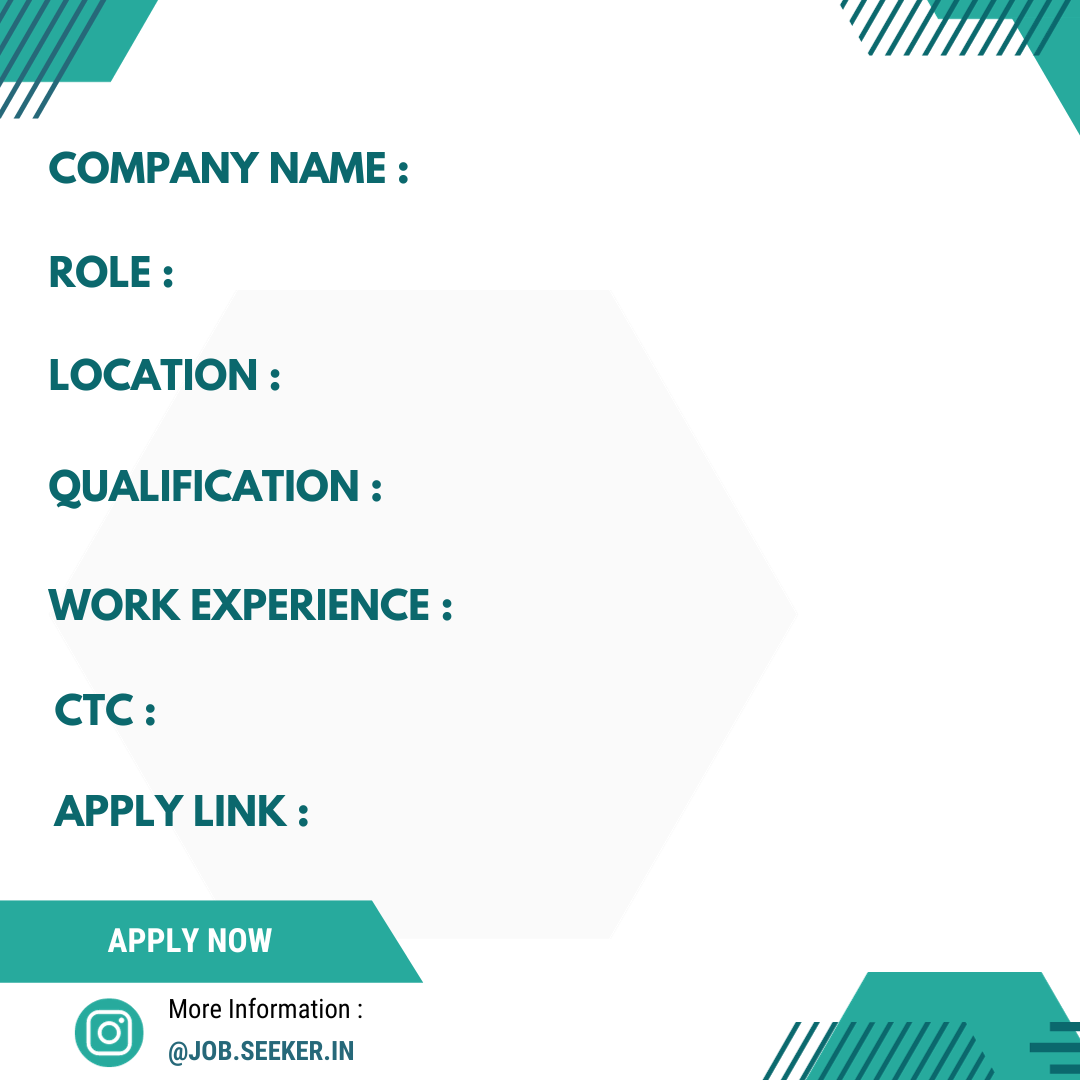 COMPANY NAME :
ROLE :
LOCATION :
QUALIFICATION :
WORK EXPERIENCE :
CTC :
APPLY LINK :
APPLY NOW
More Information :
@JOB.SEEKER.IN